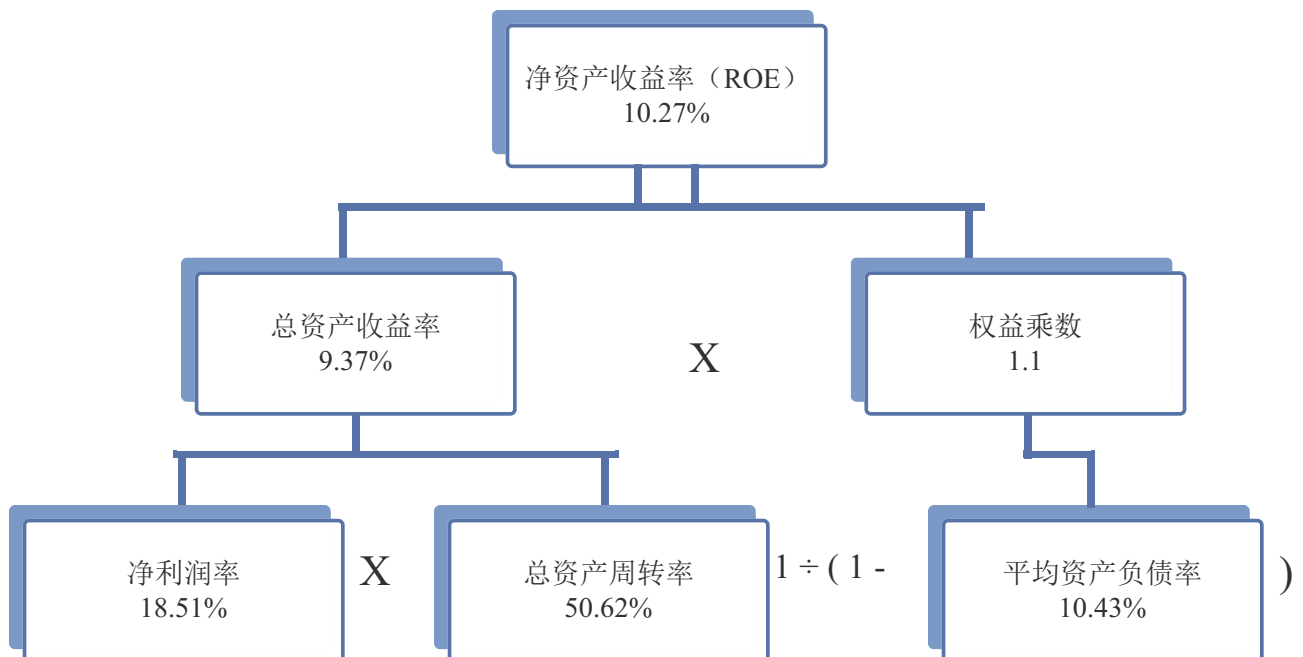 净资产收益率（ROE）
10.27%
总资产收益率
9.37%
X
权益乘数
1.1
净利润率
18.51%
X
总资产周转率
50.62%
1 ÷ ( 1 -
平均资产负债率
10.43%
)